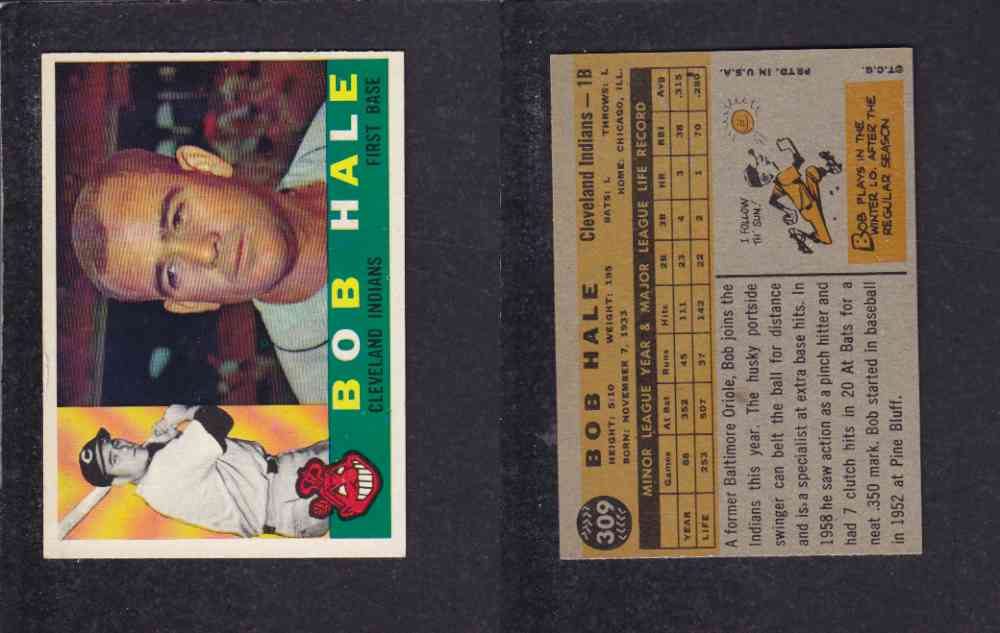 BOB HALE
CLEVELAND INDIANS FIRST BASE
C
309
BOB HALE Cleveland Indians — 1B
HEIGHT: 5/10 WEIGHT: 195 BATS: L THROWS: L
BORN: NOVEMBER 7, 1933 HOME: CHICAGO, ILL.
MINOR LEAGUE YEAR & MAJOR LEAGUE LIFE RECORD
Games At Bat Runs Hits 2B 3B HR RBI Avg
YEAR 88 352 45 111 23 4 3 38 .315
LIFE 253 507 37 142 22 2 1 70 .280
A former Baltimore Oriole, Bob joins the
Indians this year. The husky portside
swinger can belt the ball for distance
and is a specialist at extra base hits. In
1958 he saw action as a pinch hitter and
had 7 clutch hits in 20 At Bats for a
neat .350 mark. Bob started in baseball
in 1952 at Pine Bluff.
I FOLLOW
TH' SUN!
BOB PLAYS IN THE
WINTER LG. AFTER THE
REGULAR SEASON
©T.C.G. PRTD. IN U.S.A.